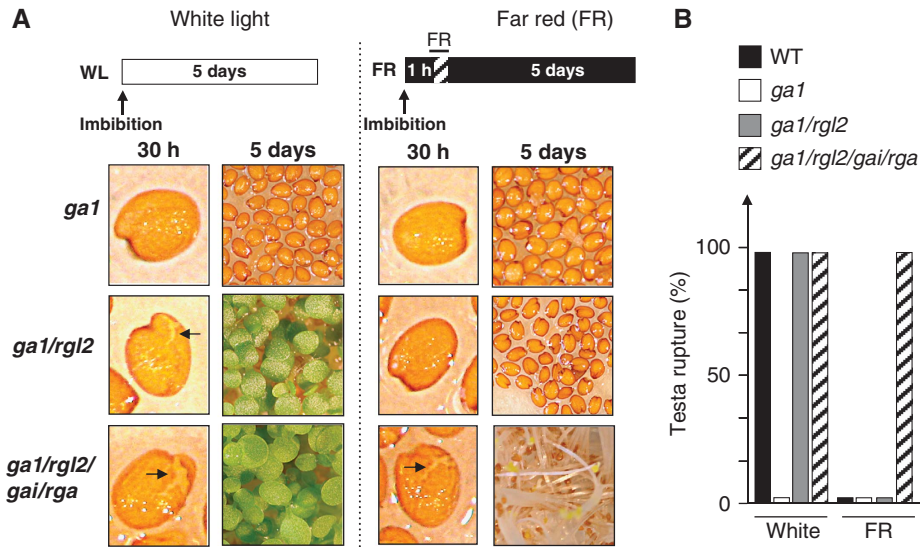 A
White light
Far red (FR)
WL
5 days
FR
FR
1 h
5 days
Imbibition
Imbibition
30 h
5 days
30 h
5 days
ga1
ga1/rgl2
ga1/rgl2/
gai/rga
B
WT
ga1
ga1/rgl2
ga1/rgl2/gai/rga
Testa rupture (%)
100
50
0
White
FR